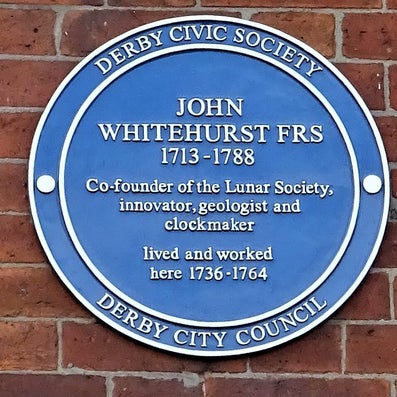 DERBY CIVIC SOCIETY
JOHN
WHITEHURST FRS
1713-1788
Co-founder of the Lunar Society,
innovator, geologist and
clockmaker
lived and worked
here 1736-1764
DERBY CITY COUNCIL